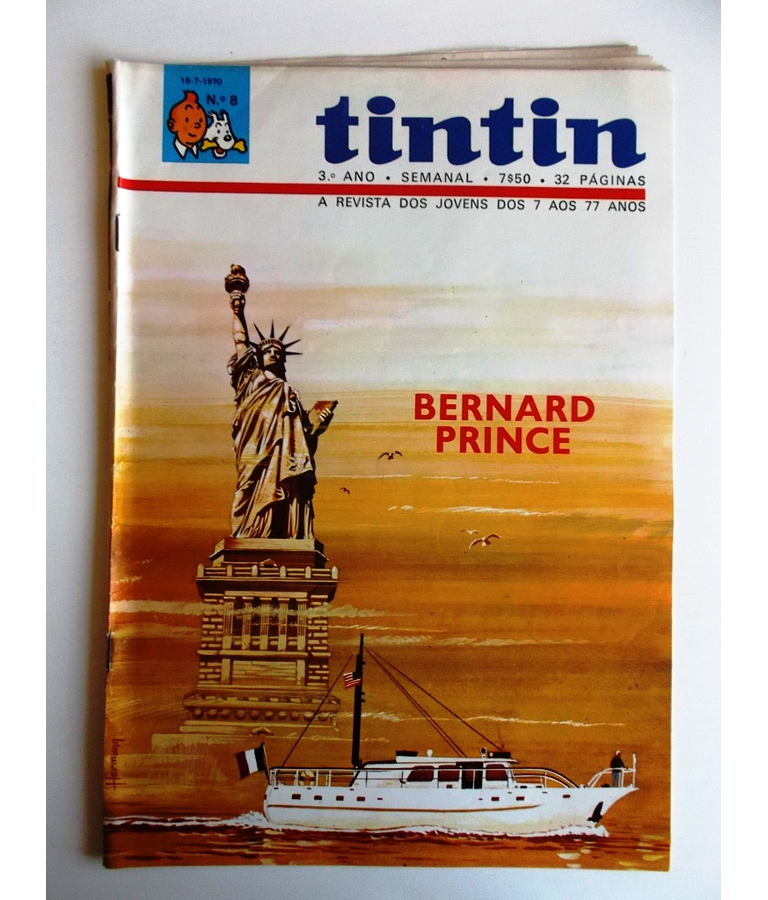 18-7-1970
N.º 8
tintin
3.º ANO • SEMANAL • 7$50 • 32 PÁGINAS
A REVISTA DOS JOVENS DOS 7 AOS 77 ANOS
BERNARD
PRINCE
Hermann